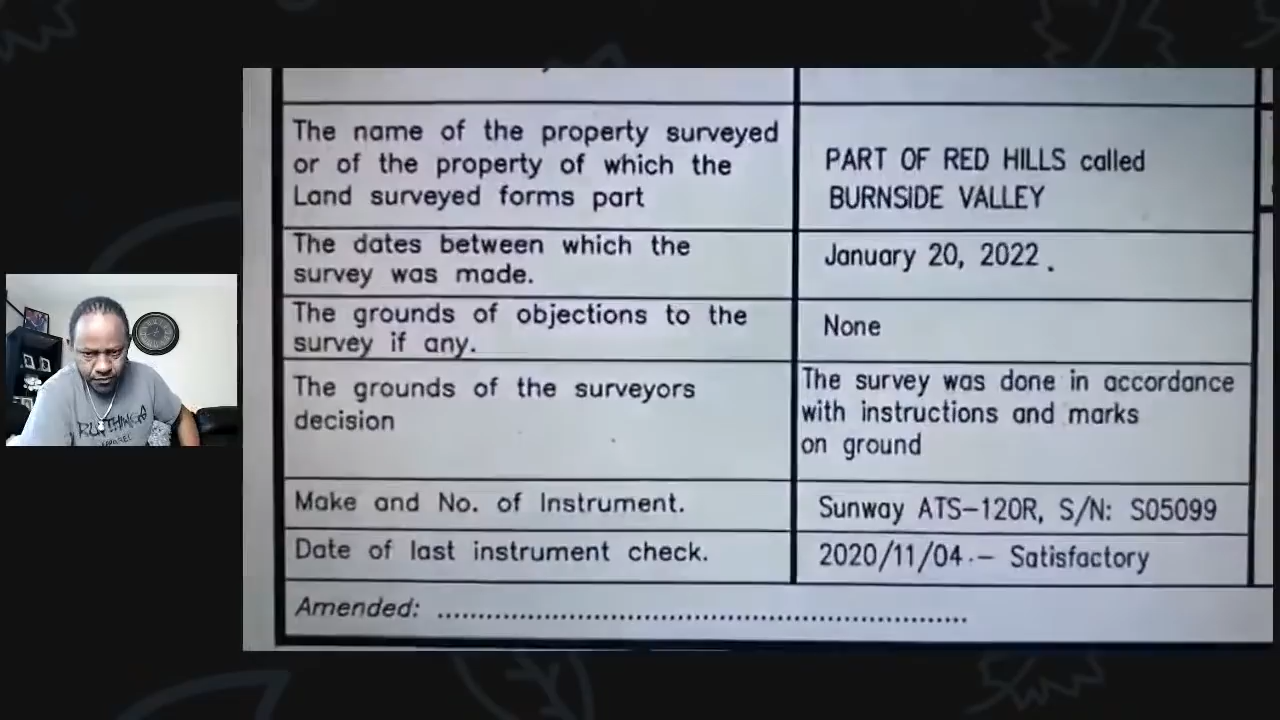 The name of the property surveyed
or of the property of which the
Land surveyed forms part
PART OF RED HILLS called
BURNSIDE VALLEY
The dates between which the
survey was made.
January 20, 2022 .
The grounds of objections to the
survey if any.
None
The grounds of the surveyors
decision
The survey was done in accordance
with instructions and marks
on ground
Make and No. of Instrument.
Sunway ATS-120R, S/N: S05099
Date of last instrument check.
2020/11/04.- Satisfactory
Amended: ..................................................................